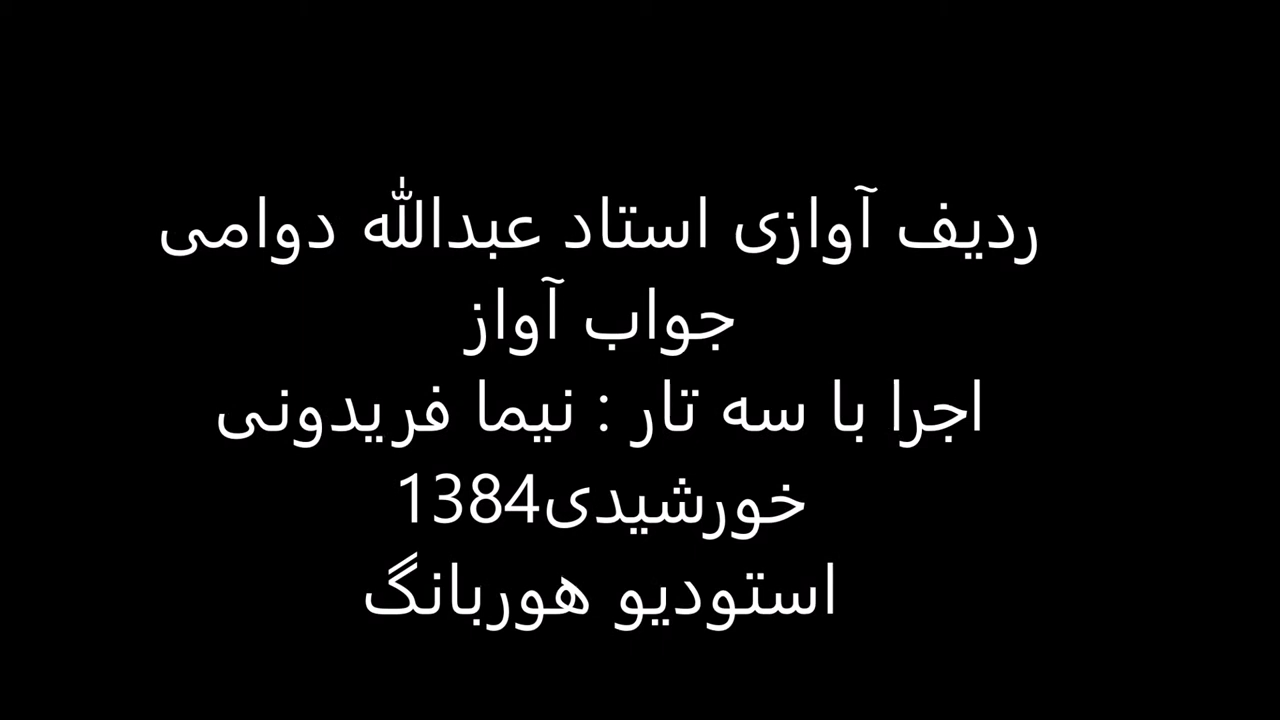 ردیف آوازی استاد عبدالله دوامی
جواب آواز
اجرا با سه تار : نیما فریدونی
خورشیدی1384
استودیو هوربانگ